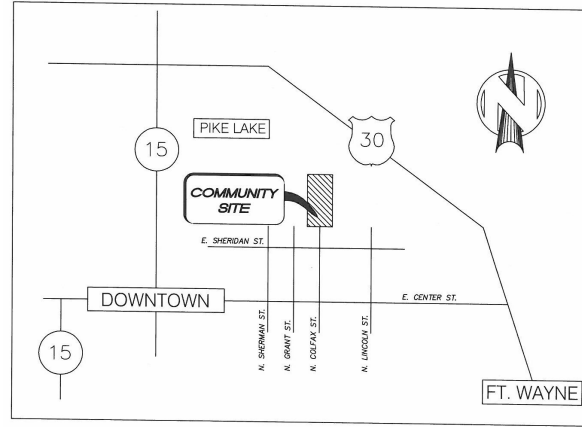 PIKE LAKE
30
N
15
COMMUNITY
SITE
E. SHERIDAN ST.
DOWNTOWN
E. CENTER ST.
N. SHERMAN ST.
N. GRANT ST.
N. COLFAX ST.
N. LINCOLN ST.
15
FT. WAYNE